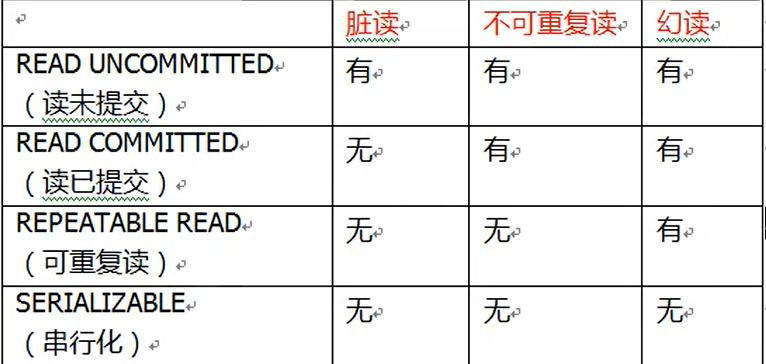 脏读 不可重复读 幻读
READ UNCOMMITTED 有 有 有
（读未提交）
READ COMMITTED 无 有 有
（读已提交）
REPEATABLE READ 无 无 有
（可重复读）
SERIALIZABLE 无 无 无
（串行化）